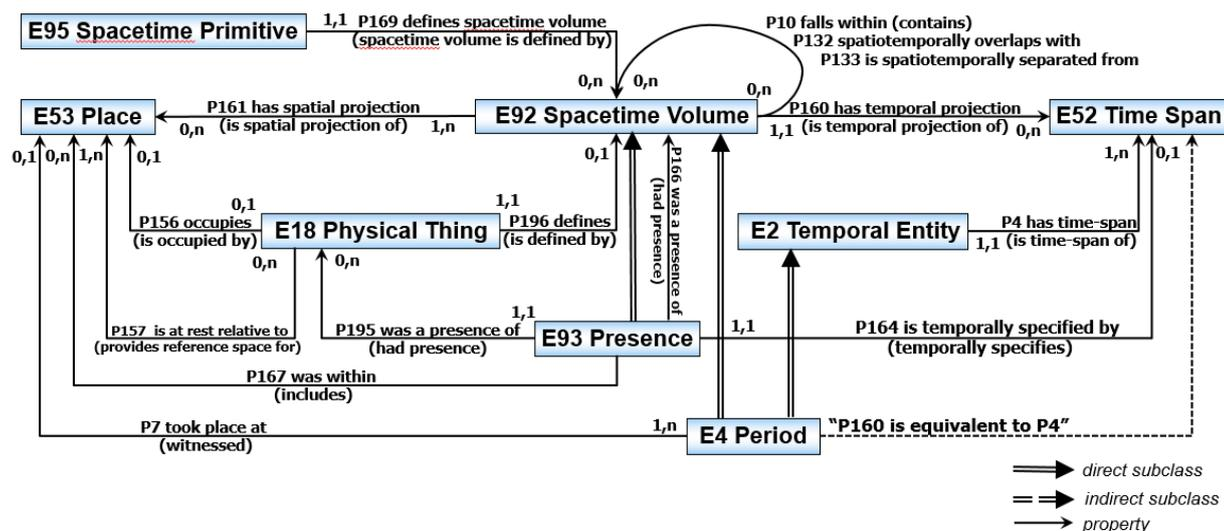 E95 Spacetime Primitive
1,1
P169 defines spacetime volume
(spacetime volume is defined by)
P10 falls within (contains)
P132 spatiotemporally overlaps with
P133 is spatiotemporally separated from
0,n
0,n
0,n
E53 Place
P161 has spatial projection
(is spatial projection of)
0,n
1,n
E92 Spacetime Volume
P160 has temporal projection
(is temporal projection of)
1,1
0,n
E52 Time Span
0,1
0,n
1,n
0,1
0,1
1,n
0,1
P166 was a presence of
(had presence)
P156 occupies
(is occupied by)
0,1
E18 Physical Thing
1,1
P196 defines
(is defined by)
E2 Temporal Entity
P4 has time-span
(is time-span of)
1,1
0,n
0,n
P157 is at rest relative to
(provides reference space for)
P195 was a presence of
(had presence)
1,1
E93 Presence
1,1
P164 is temporally specified by
(temporally specifies)
P167 was within
(includes)
P7 took place at
(witnessed)
1,n
E4 Period
“P160 is equivalent to P4”
direct subclass
indirect subclass
property